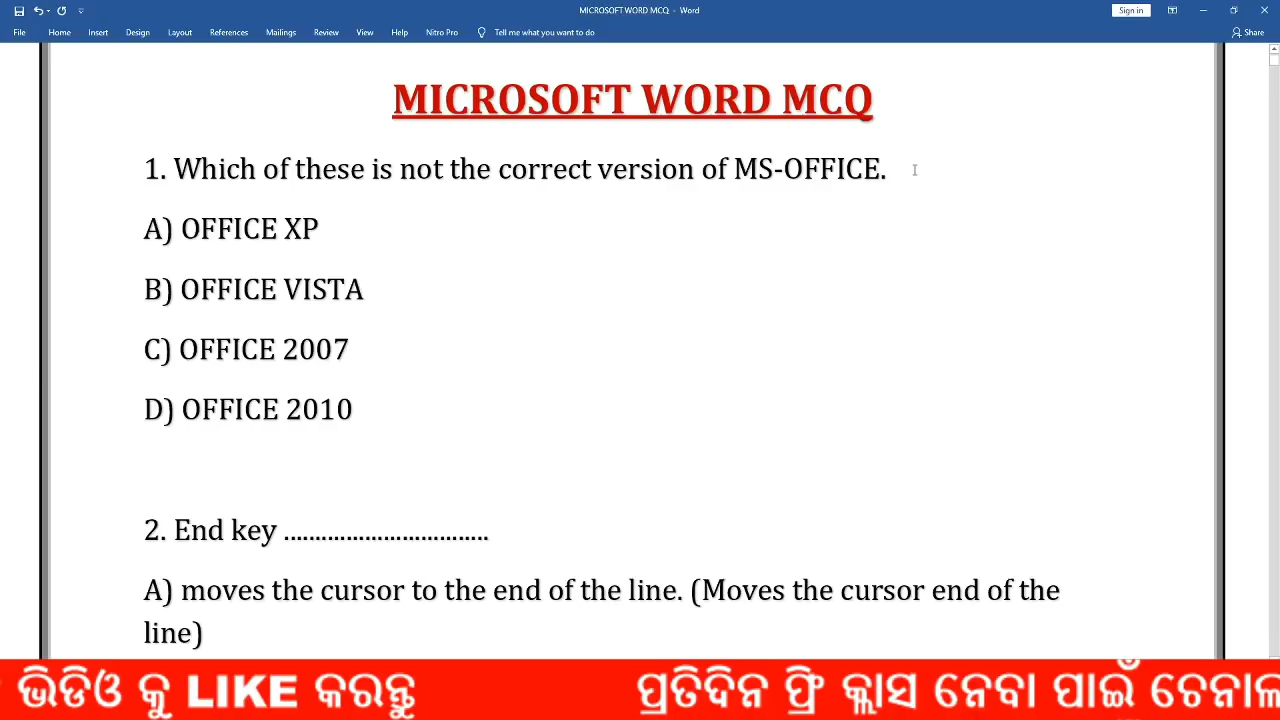 MICROSOFT WORD MCQ - Word
Sign in
File Home Insert Design Layout References Mailings Review View Help Nitro Pro Tell me what you want to do Share
MICROSOFT WORD MCQ
1. Which of these is not the correct version of MS-OFFICE.
A) OFFICE XP
B) OFFICE VISTA
C) OFFICE 2007
D) OFFICE 2010
2. End key .................................
A) moves the cursor to the end of the line. (Moves the cursor end of the
line)
ଭିଡିଓ କୁ LIKE କରନ୍ତୁ ପ୍ରତିଦିନ ଫ୍ରି କ୍ଲାସ ନେବା ପାଇଁ ଚେନାଲ